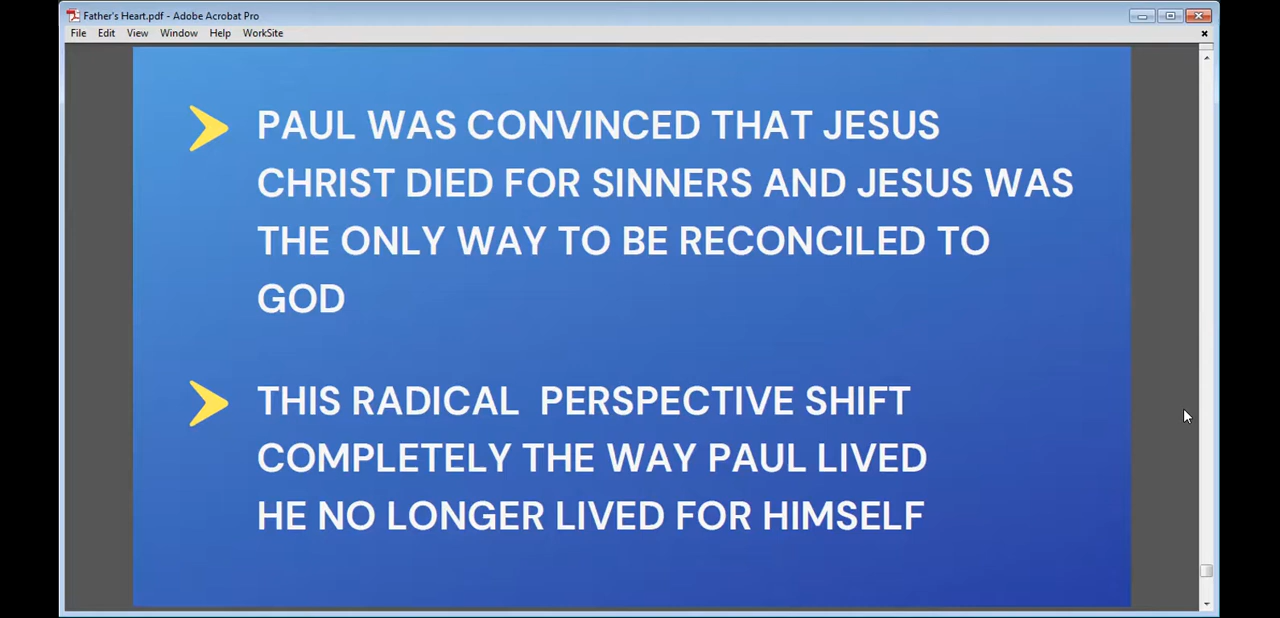 Father's Heart.pdf - Adobe Acrobat Pro
File Edit View Window Help WorkSite
PAUL WAS CONVINCED THAT JESUS
CHRIST DIED FOR SINNERS AND JESUS WAS
THE ONLY WAY TO BE RECONCILED TO
GOD
THIS RADICAL  PERSPECTIVE SHIFT
COMPLETELY THE WAY PAUL LIVED
HE NO LONGER LIVED FOR HIMSELF